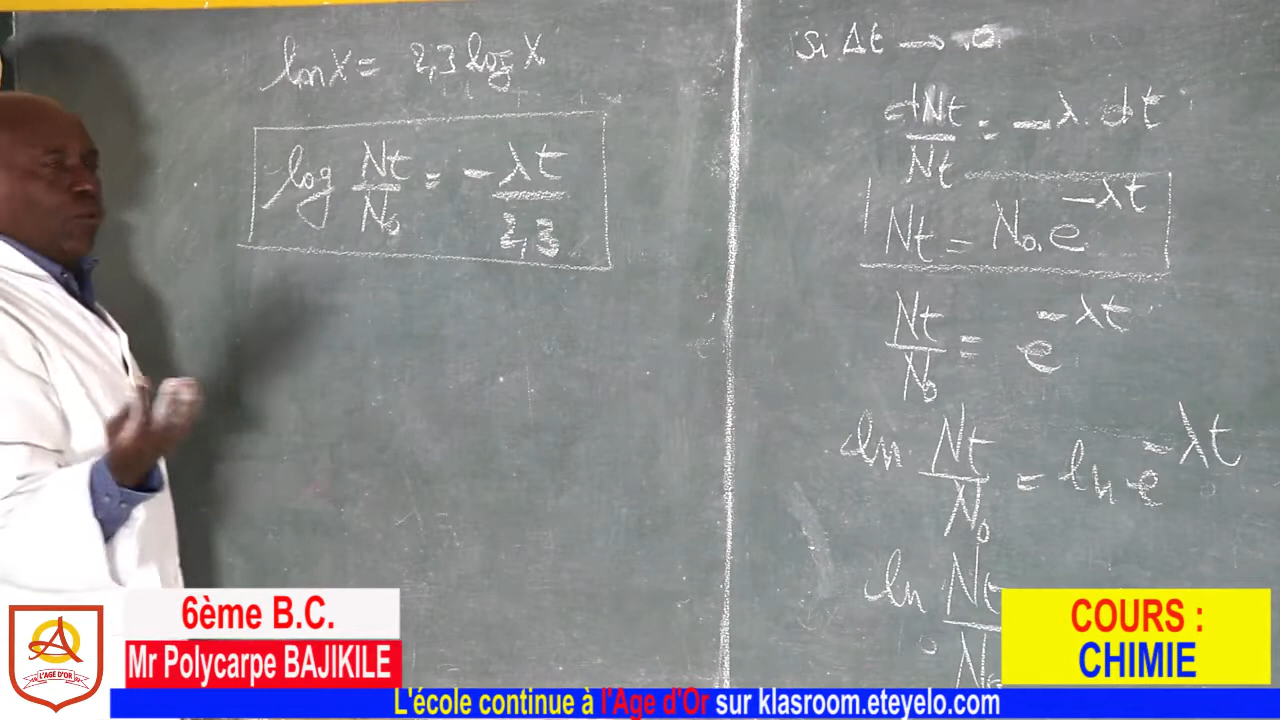 ln X = 2,3 log X
log Nt/N₀ = - λt/2,3
Si Δt → 0
dNt/Nt = - λ. dt
Nt = N₀.e^-λt
Nt/N₀ = e^-λt
ln Nt/N₀ = ln e^-λt
ln Nt/N
6ème B.C.
Mr Polycarpe BAJIKILE
COURS :
CHIMIE
L'AGE D'OR
L'école continue à l'Age d'Or sur klasroom.eteyelo.com